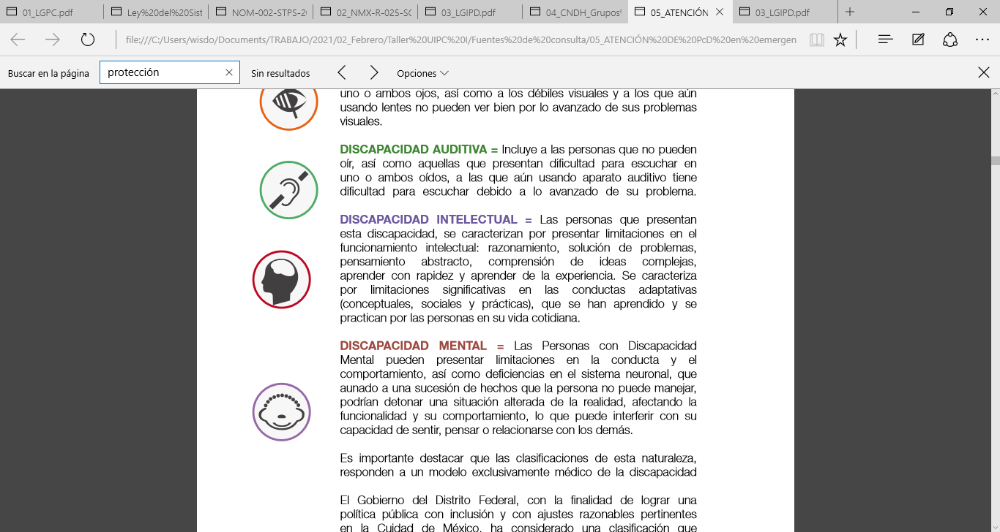 01_LGPC.pdf
Ley%20del%20Sist
NOM-002-STPS-20
02_NMX-R-025-SC
03_LGIPD.pdf
04_CNDH_Grupos%
05_ATENCIÓN
03_LGIPD.pdf
file:///C:/Users/wisdo/Documents/TRABAJO/2021/02_Febrero/Taller%20UIPC%20i/Fuentes%20de%20consulta/05_ATENCIÓN%20DE%20PcD%20en%20emergen
Buscar en la página
protección
Sin resultados
Opciones
uno o ambos ojos, así como a los débiles visuales y a los que aún
usando lentes no pueden ver bien por lo avanzado de sus problemas
visuales.
DISCAPACIDAD AUDITIVA = Incluye a las personas que no pueden
oír, así como aquellas que presentan dificultad para escuchar en
uno o ambos oídos, a las que aún usando aparato auditivo tiene
dificultad para escuchar debido a lo avanzado de su problema.
DISCAPACIDAD INTELECTUAL = Las personas que presentan
esta discapacidad, se caracterizan por presentar limitaciones en el
funcionamiento intelectual: razonamiento, solución de problemas,
pensamiento abstracto, comprensión de ideas complejas,
aprender con rapidez y aprender de la experiencia. Se caracteriza
por limitaciones significativas en las conductas adaptativas
(conceptuales, sociales y prácticas), que se han aprendido y se
practican por las personas en su vida cotidiana.
DISCAPACIDAD MENTAL = Las Personas con Discapacidad
Mental pueden presentar limitaciones en la conducta y el
comportamiento, así como deficiencias en el sistema neuronal, que
aunado a una sucesión de hechos que la persona no puede manejar,
podrían detonar una situación alterada de la realidad, afectando la
funcionalidad y su comportamiento, lo que puede interferir con su
capacidad de sentir, pensar o relacionarse con los demás.
Es importante destacar que las clasificaciones de esta naturaleza,
responden a un modelo exclusivamente médico de la discapacidad
El Gobierno del Distrito Federal, con la finalidad de lograr una
política pública con inclusión y con ajustes razonables pertinentes
en la Cuidad de México, ha considerado una clasificación que